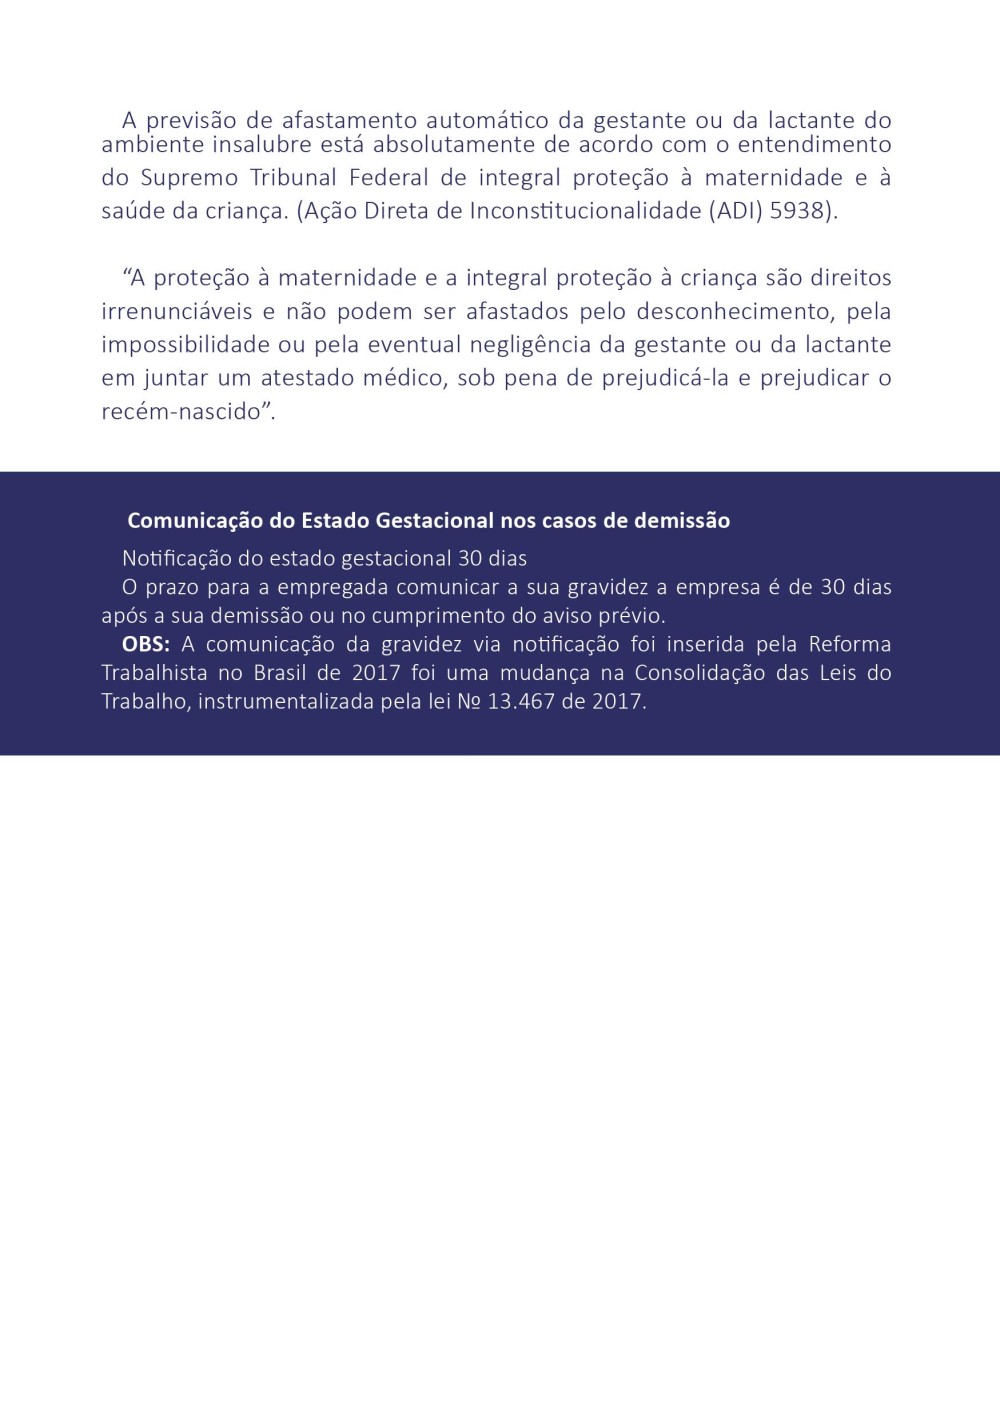 A previsão de afastamento automático da gestante ou da lactante do
ambiente insalubre está absolutamente de acordo com o entendimento
do Supremo Tribunal Federal de integral proteção à maternidade e à
saúde da criança. (Ação Direta de Inconstitucionalidade (ADI) 5938).
“A proteção à maternidade e a integral proteção à criança são direitos
irrenunciáveis e não podem ser afastados pelo desconhecimento, pela
impossibilidade ou pela eventual negligência da gestante ou da lactante
em juntar um atestado médico, sob pena de prejudicá-la e prejudicar o
recém-nascido”.
Comunicação do Estado Gestacional nos casos de demissão
Notificação do estado gestacional 30 dias
O prazo para a empregada comunicar a sua gravidez a empresa é de 30 dias
após a sua demissão ou no cumprimento do aviso prévio.
OBS: A comunicação da gravidez via notificação foi inserida pela Reforma
Trabalhista no Brasil de 2017 foi uma mudança na Consolidação das Leis do
Trabalho, instrumentalizada pela lei № 13.467 de 2017.